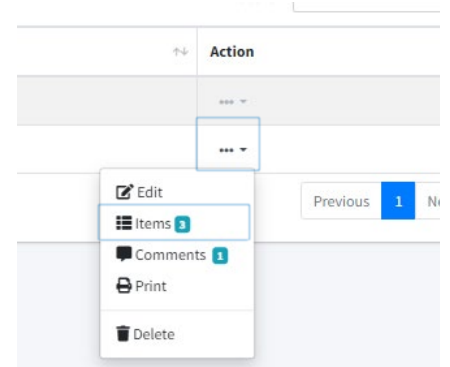 Action
Edit
Items 3
Comments 1
Print
Delete
Previous 1